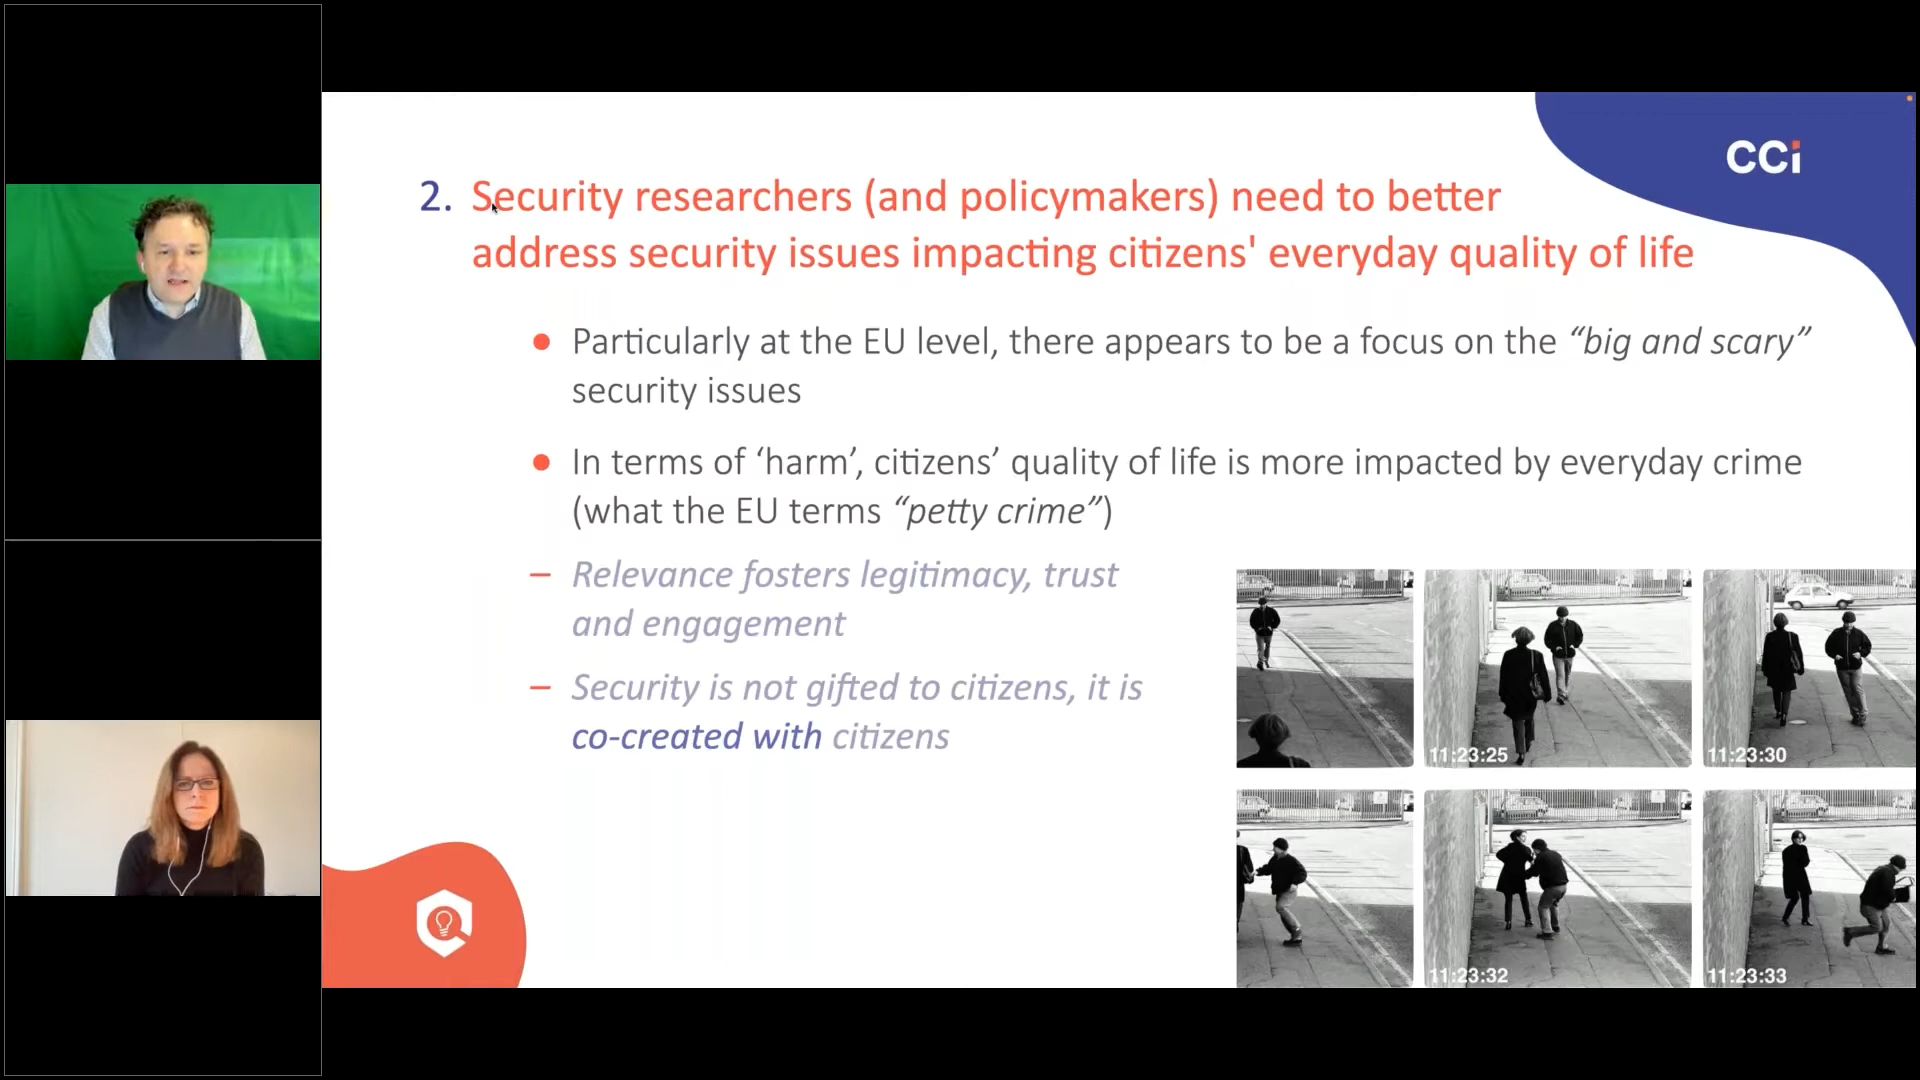 CCi
2. Security researchers (and policymakers) need to better
address security issues impacting citizens' everyday quality of life
● Particularly at the EU level, there appears to be a focus on the “big and scary”
security issues
● In terms of ‘harm’, citizens’ quality of life is more impacted by everyday crime
(what the EU terms “petty crime”)
– Relevance fosters legitimacy, trust
and engagement
– Security is not gifted to citizens, it is
co-created with citizens
11:23:25
11:23:30
11:23:32
11:23:33